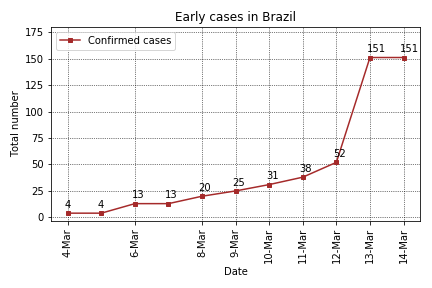 Early cases in Brazil
Confirmed cases
Total number
175
150
125
100
75
50
25
0
4
4
13
13
20
25
31
38
52
151
151
4-Mar
6-Mar
8-Mar
9-Mar
10-Mar
11-Mar
12-Mar
13-Mar
14-Mar
Date